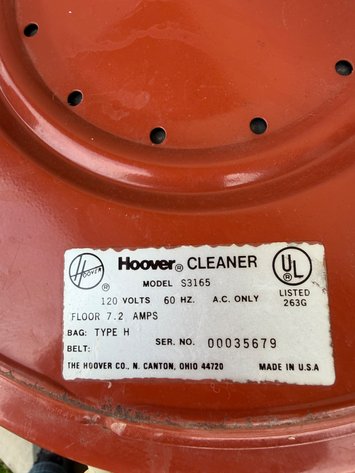 HOOVER ®
Hoover® CLEANER
UL ®
LISTED
263G
MODEL S3165
120 VOLTS 60 HZ. A.C. ONLY
FLOOR 7.2 AMPS
BAG: TYPE H
SER. NO. 00035679
BELT:
THE HOOVER CO., N. CANTON, OHIO 44720 MADE IN U.S.A